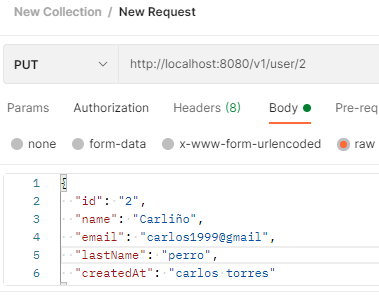 New Collection / New Request
PUT http://localhost:8080/v1/user/2
Params Authorization Headers (8) Body Pre-req
none form-data x-www-form-urlencoded raw
1 {
2 "id": "2",
3 "name": "Carliño",
4 "email": "carlos1999@gmail",
5 "lastName": "perro",
6 "createdAt": "carlos torres"